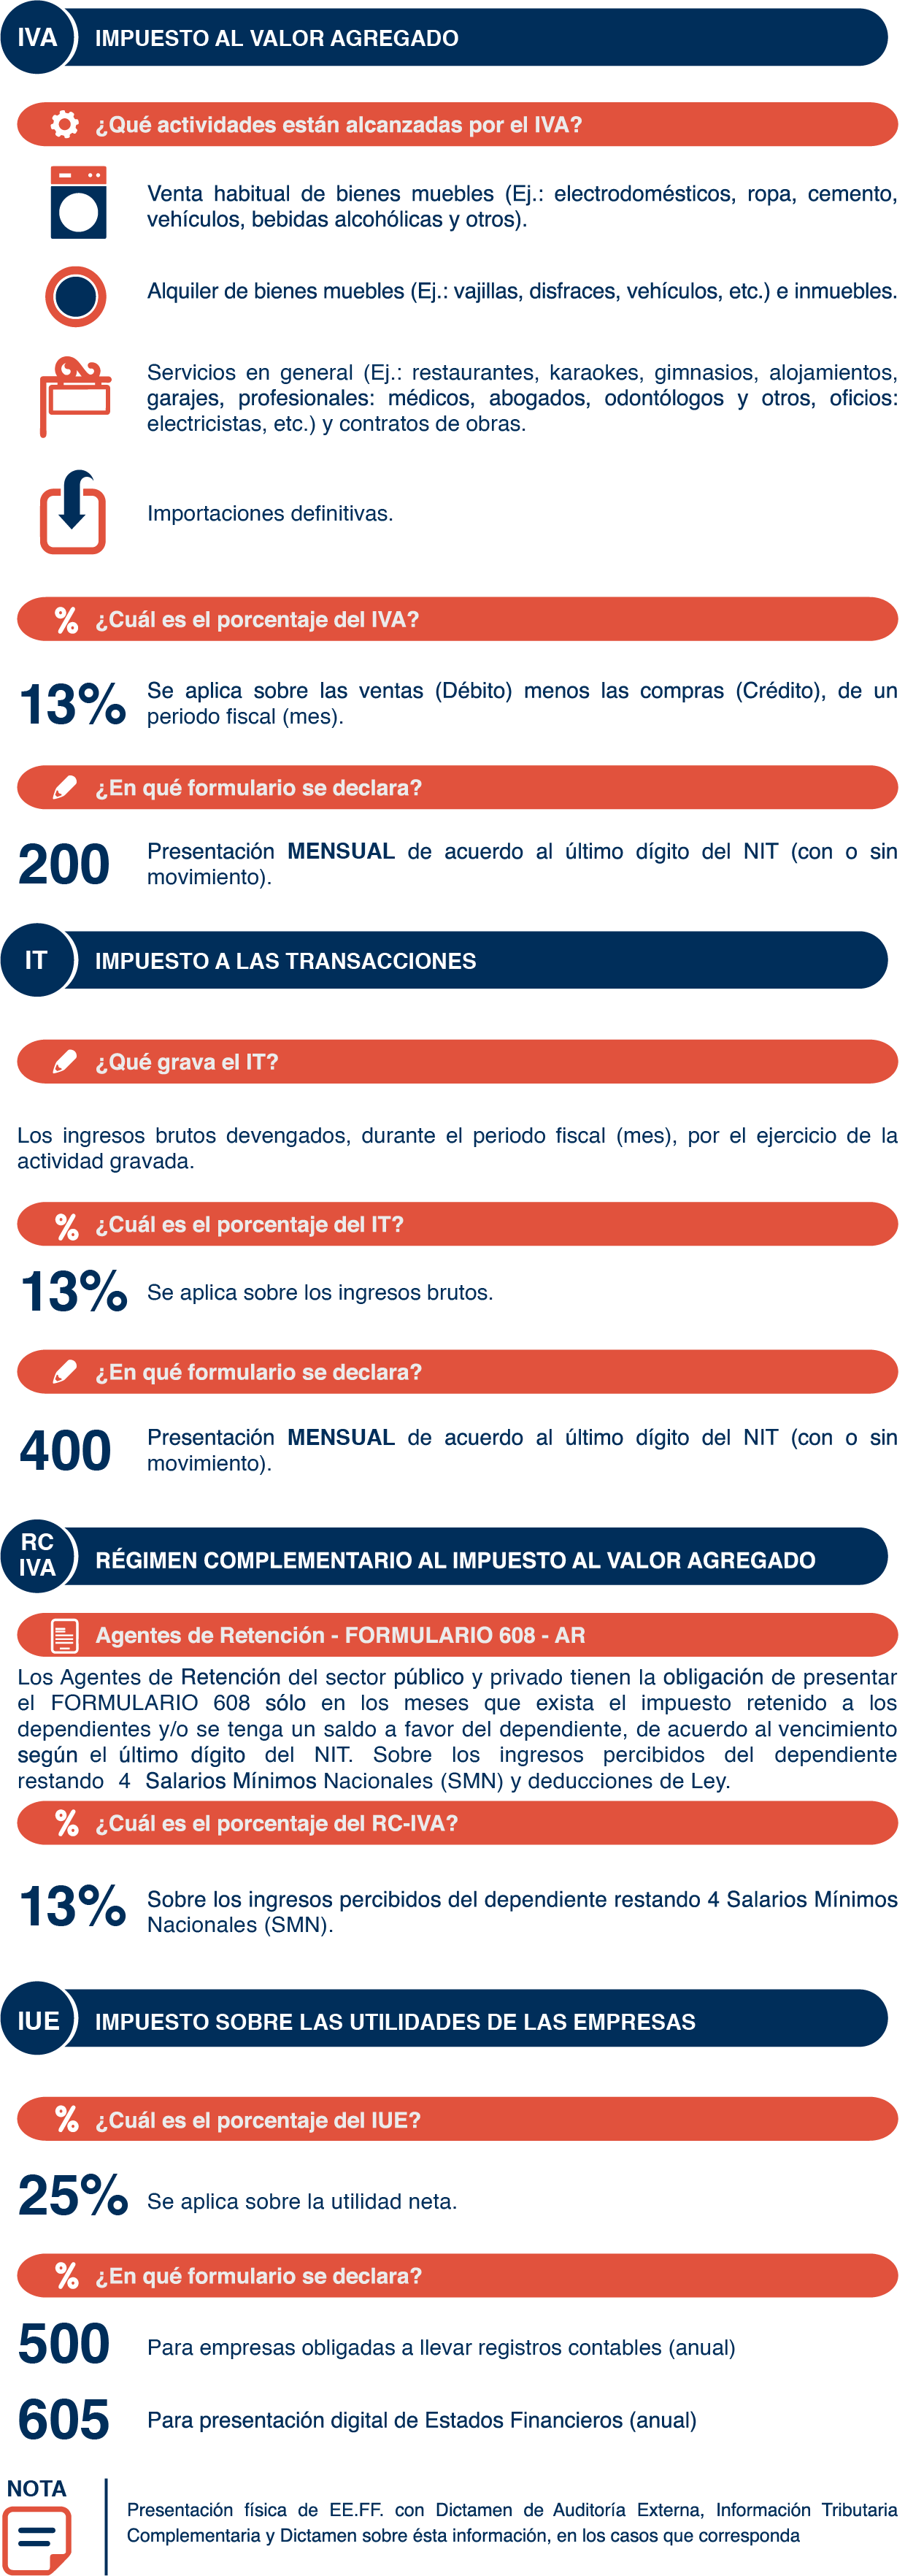 IVA
IMPUESTO AL VALOR AGREGADO
¿Qué actividades están alcanzadas por el IVA?
Venta habitual de bienes muebles (Ej.: electrodomésticos, ropa, cemento,
vehículos, bebidas alcohólicas y otros).
Alquiler de bienes muebles (Ej.: vajillas, disfraces, vehículos, etc.) e inmuebles.
Servicios en general (Ej.: restaurantes, karaokes, gimnasios, alojamientos,
garajes, profesionales: médicos, abogados, odontólogos y otros, oficios:
electricistas, etc.) y contratos de obras.
Importaciones definitivas.
% ¿Cuál es el porcentaje del IVA?
13%
Se aplica sobre las ventas (Débito) menos las compras (Crédito), de un
periodo fiscal (mes).
¿En qué formulario se declara?
200
Presentación MENSUAL de acuerdo al último dígito del NIT (con o sin
movimiento).
IT
IMPUESTO A LAS TRANSACCIONES
¿Qué grava el IT?
Los ingresos brutos devengados, durante el periodo fiscal (mes), por el ejercicio de la
actividad gravada.
% ¿Cuál es el porcentaje del IT?
13%
Se aplica sobre los ingresos brutos.
¿En qué formulario se declara?
400
Presentación MENSUAL de acuerdo al último dígito del NIT (con o sin
movimiento).
RC
IVA
RÉGIMEN COMPLEMENTARIO AL IMPUESTO AL VALOR AGREGADO
Agentes de Retención - FORMULARIO 608 - AR
Los Agentes de Retención del sector público y privado tienen la obligación de presentar
el FORMULARIO 608 sólo en los meses que exista el impuesto retenido a los
dependientes y/o se tenga un saldo a favor del dependiente, de acuerdo al vencimiento
según el último dígito del NIT. Sobre los ingresos percibidos del dependiente
restando 4 Salarios Mínimos Nacionales (SMN) y deducciones de Ley.
% ¿Cuál es el porcentaje del RC-IVA?
13%
Sobre los ingresos percibidos del dependiente restando 4 Salarios Mínimos
Nacionales (SMN).
IUE
IMPUESTO SOBRE LAS UTILIDADES DE LAS EMPRESAS
% ¿Cuál es el porcentaje del IUE?
25%
Se aplica sobre la utilidad neta.
% ¿En qué formulario se declara?
500
Para empresas obligadas a llevar registros contables (anual)
605
Para presentación digital de Estados Financieros (anual)
NOTA
Presentación física de EE.FF. con Dictamen de Auditoría Externa, Información Tributaria
Complementaria y Dictamen sobre ésta información, en los casos que corresponda